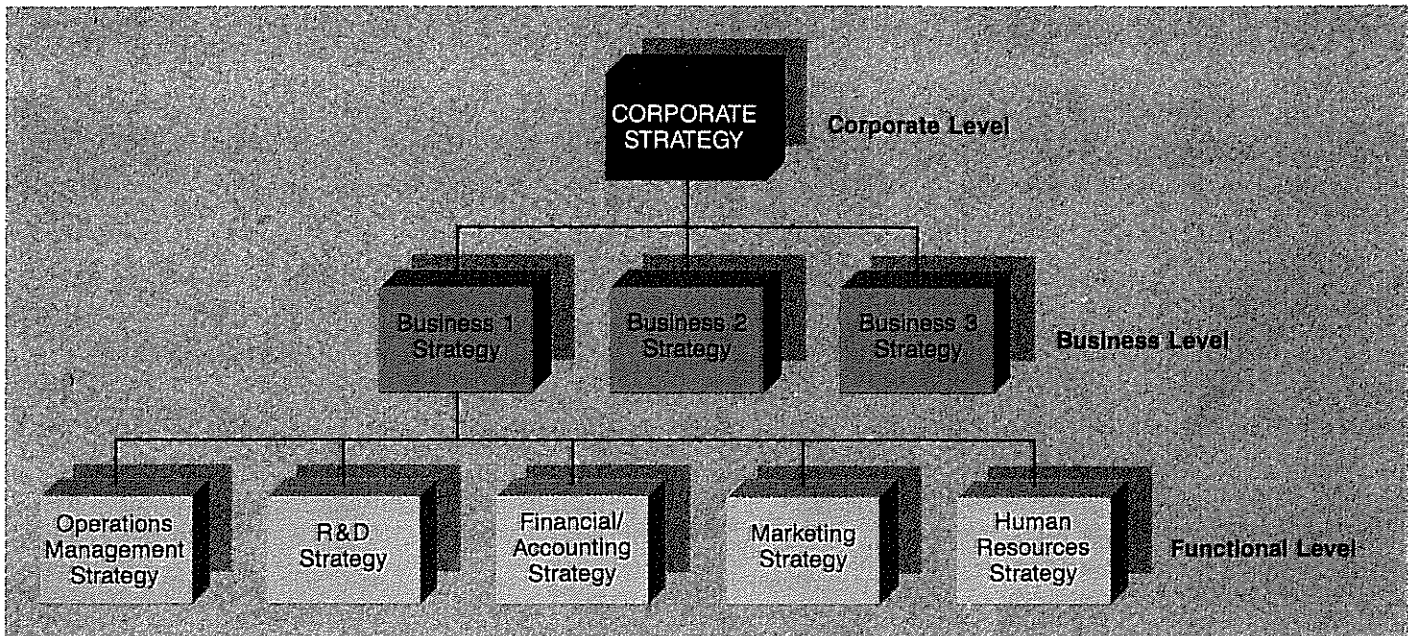 CORPORATE
STRATEGY
Corporate Level
Business 1
Strategy
Business 2
Strategy
Business 3
Strategy
Business Level
Operations
Management
Strategy
R&D
Strategy
Financial/
Accounting
Strategy
Marketing
Strategy
Human
Resources
Strategy
Functional Level